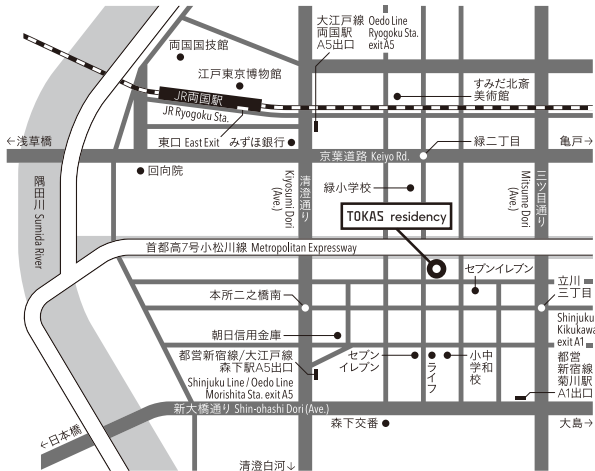 大江戸線 Oedo Line
両国駅 Ryogoku Sta.
A5出口 exit A5
両国国技館
江戸東京博物館
すみだ北斎
美術館
JR両国駅
JR Ryogoku Sta.
←浅草橋
東口 East Exit
みずほ銀行
緑二丁目
亀戸→
京葉道路 Keiyo Rd.
回向院
隅田川 Sumida River
清澄通り
Kiyosumi Dori
(Ave.)
緑小学校
三ツ目通り
Mitsume Dori
(Ave.)
TOKAS residency
首都高7号小松川線 Metropolitan Expressway
セブンイレブン
立川
三丁目
本所二之橋南
Shinjuku
Kikukawa
exit A1
朝日信用金庫
都営新宿線/大江戸線
森下駅A5出口
Shinjuku Line / Oedo Line
Morishita Sta. exit A5
セブン
イレブン
ライフ
小中
学和
校
都営
新宿線
菊川駅
A1出口
新大橋通り Shin-ohashi Dori (Ave.)
←日本橋
森下交番
大島→
清澄白河↓